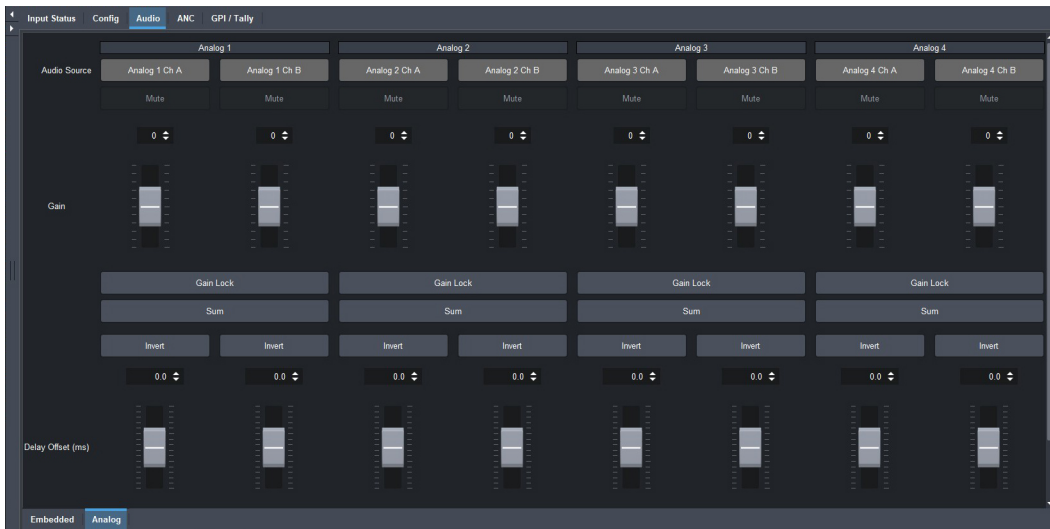 Input Status Config Audio ANC GPI / Tally
Analog 1 Analog 2 Analog 3 Analog 4
Audio Source Analog 1 Ch A Analog 1 Ch B Analog 2 Ch A Analog 2 Ch B Analog 3 Ch A Analog 3 Ch B Analog 4 Ch A Analog 4 Ch B
Mute Mute Mute Mute Mute Mute Mute Mute
0 0 0 0 0 0 0 0
Gain
Gain Lock Gain Lock Gain Lock Gain Lock
Sum Sum Sum Sum
Invert Invert Invert Invert Invert Invert Invert Invert
0.0 0.0 0.0 0.0 0.0 0.0 0.0 0.0
Delay Offset (ms)
Embedded Analog